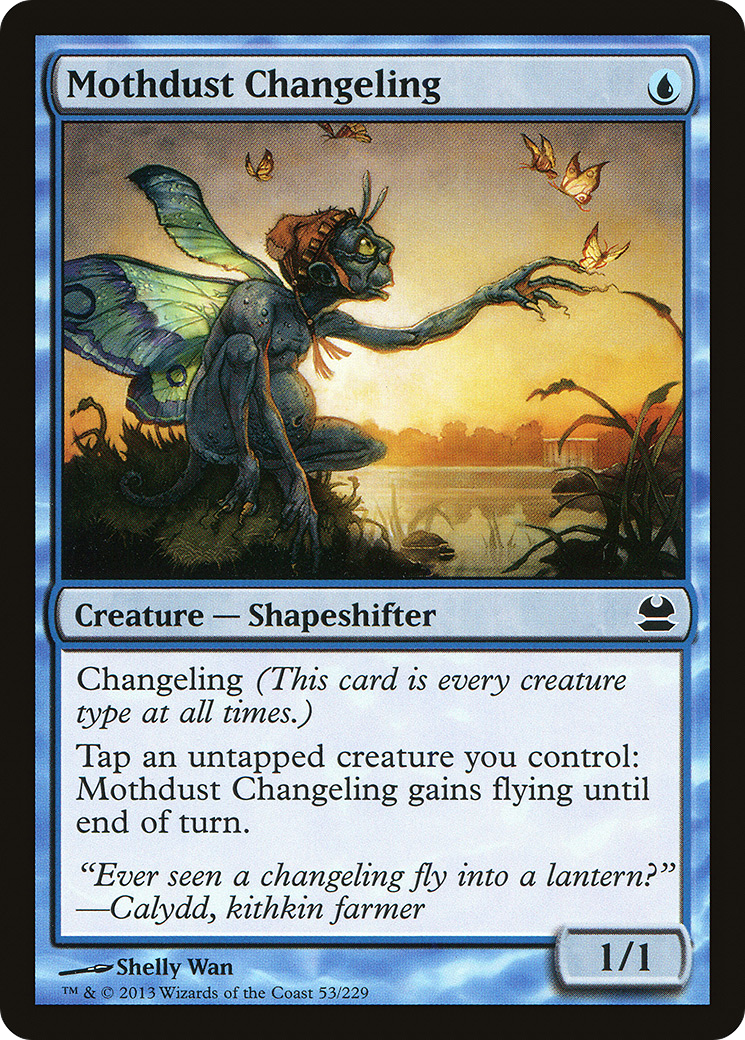 Mothdust Changeling
Creature — Shapeshifter
Changeling (This card is every creature
type at all times.)
Tap an untapped creature you control:
Mothdust Changeling gains flying until
end of turn.
“Ever seen a changeling fly into a lantern?”
—Calydd, kithkin farmer
1/1
Shelly Wan
™ & © 2013 Wizards of the Coast 53/229